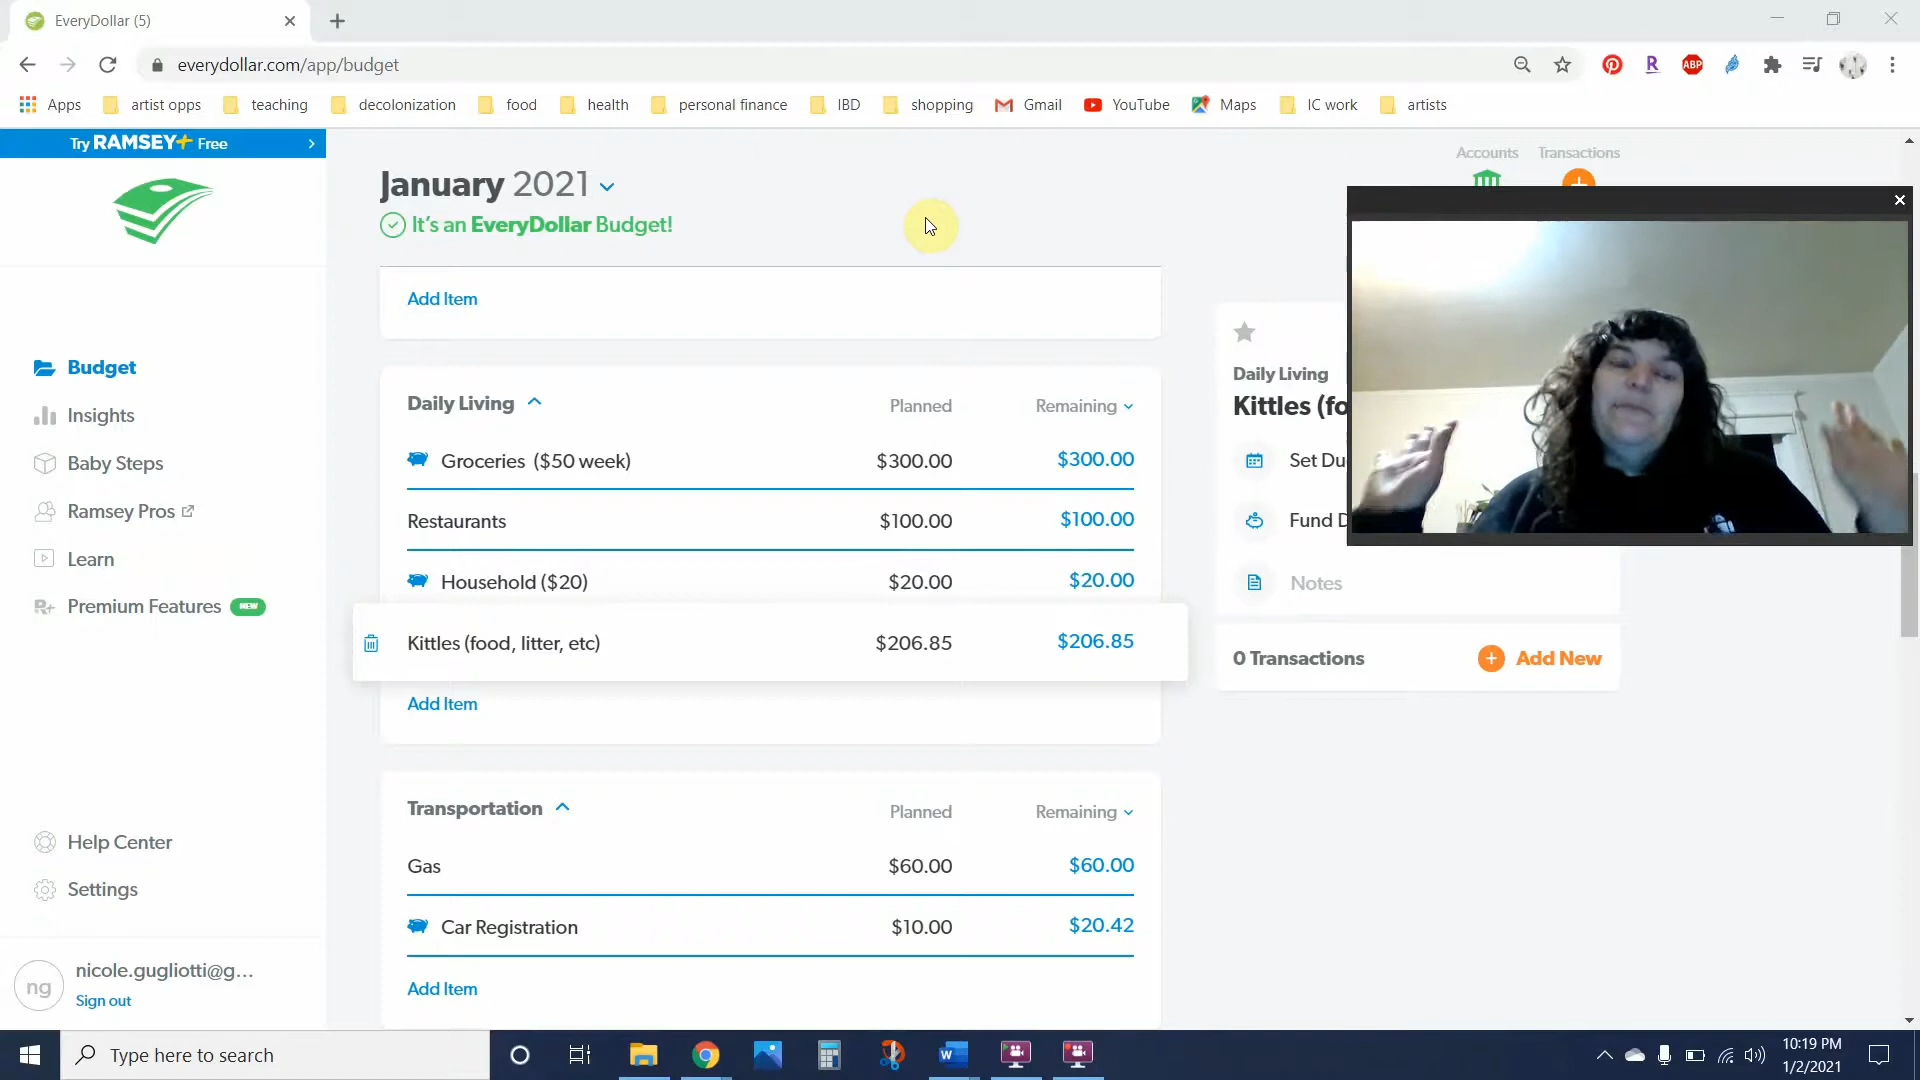 EveryDollar (5)
everydollar.com/app/budget
Apps artist opps teaching decolonization food health personal finance IBD shopping Gmail YouTube Maps IC work artists
Try RAMSEY+ Free
Budget
Insights
Baby Steps
Ramsey Pros
Learn
Premium Features NEW
Help Center
Settings
ng
nicole.gugliotti@g...
Sign out
January 2021
It's an EveryDollar Budget!
Accounts Transactions
Add Item
Daily Living Planned Remaining
Groceries ($50 week) $300.00 $300.00
Restaurants $100.00 $100.00
Household ($20) $20.00 $20.00
Kittles (food, litter, etc) $206.85 $206.85
Add Item
Transportation Planned Remaining
Gas $60.00 $60.00
Car Registration $10.00 $20.42
Add Item
Daily Living
Kittles (fo
Set Du
Fund D
Notes
0 Transactions Add New
Type here to search
10:19 PM
1/2/2021
R
ABP
W